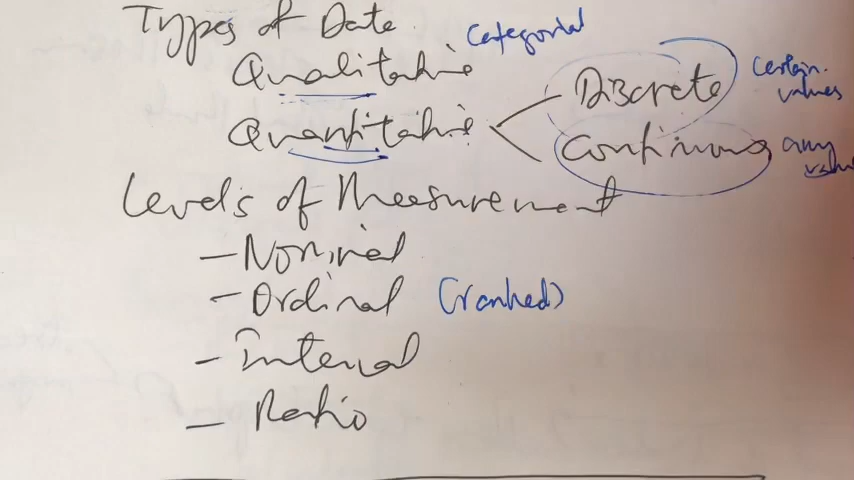 Types of Data
Categorial
Qualitative
Quantitative
Discrete
certain values
Continuous
any value
Levels of Measurement
- Nominal
- Ordinal (ranked)
- Interval
- Ratio